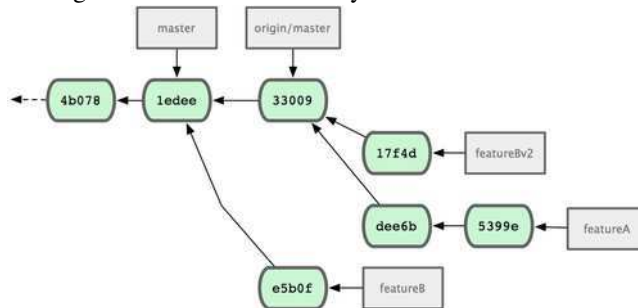 master
origin/master
4b078
1edee
33009
17f4d
featureBv2
dee6b
5399e
featureA
e5b0f
featureB